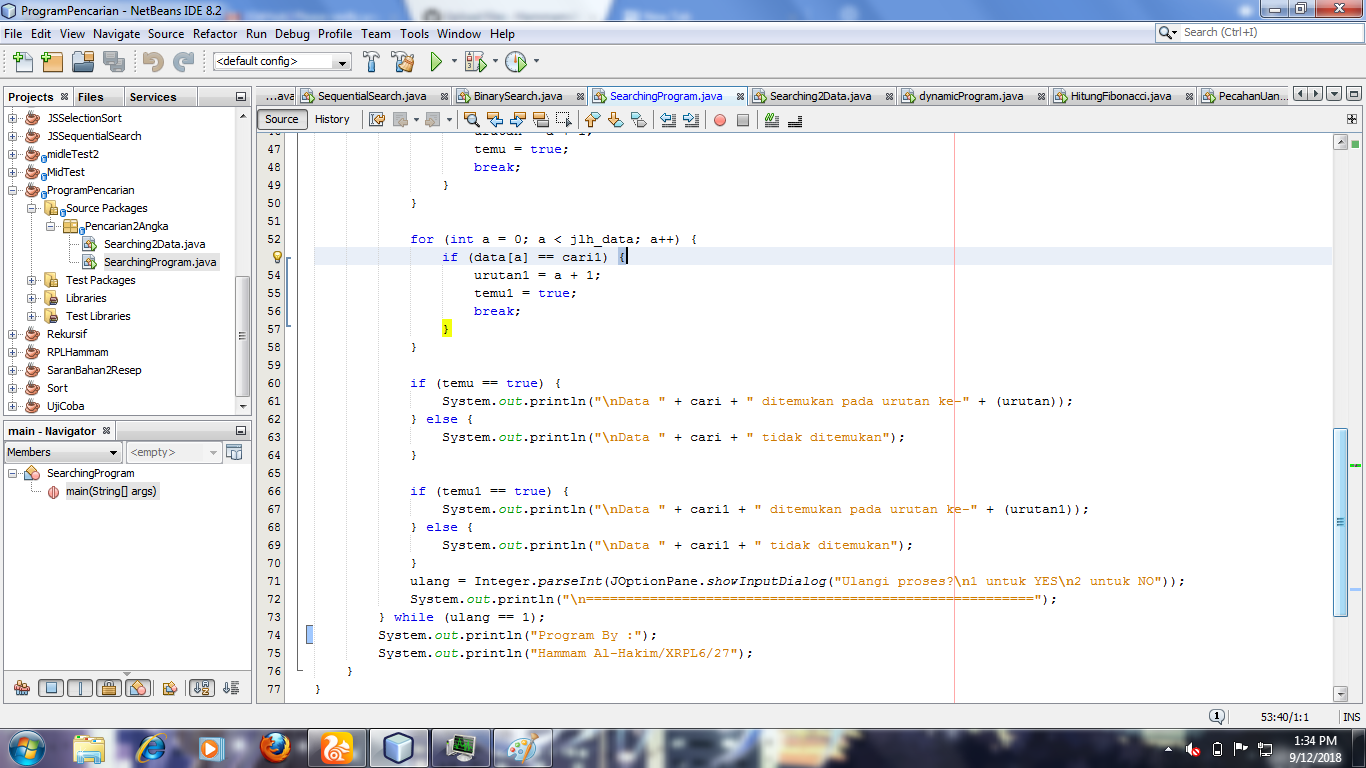 ProgramPencarian - NetBeans IDE 8.2
File Edit View Navigate Source Refactor Run Debug Profile Team Tools Window Help
Search (Ctrl+I)
<default config>
Projects Files Services
JSSelectionSort
JSSequentialSearch
midleTest2
MidTest
ProgramPencarian
Source Packages
Pencarian2Angka
Searching2Data.java
SearchingProgram.java
Test Packages
Libraries
Test Libraries
Rekursif
RPLHammam
SaranBahan2Resep
Sort
UjiCoba
main - Navigator
Members <empty>
SearchingProgram
main(String[] args)
...ava SequentialSearch.java BinarySearch.java SearchingProgram.java Searching2Data.java dynamicProgram.java HitungFibonacci.java PecahanUan...
Source History
47 temu = true;
48 break;
49 }
50 }
51
52 for (int a = 0; a < jlh_data; a++) {
if (data[a] == cari1) {
54 urutan1 = a + 1;
55 temu1 = true;
56 break;
57 }
58 }
59
60 if (temu == true) {
61 System.out.println("\nData " + cari + " ditemukan pada urutan ke-" + (urutan));
62 } else {
63 System.out.println("\nData " + cari + " tidak ditemukan");
64 }
65
66 if (temu1 == true) {
67 System.out.println("\nData " + cari1 + " ditemukan pada urutan ke-" + (urutan1));
68 } else {
69 System.out.println("\nData " + cari1 + " tidak ditemukan");
70 }
71 ulang = Integer.parseInt(JOptionPane.showInputDialog("Ulangi proses?\n1 untuk YES\n2 untuk NO"));
72 System.out.println("\n========================================================");
73 } while (ulang == 1);
74 System.out.println("Program By :");
75 System.out.println("Hammam Al-Hakim/XRPL6/27");
76 }
77 }
1 53:40/1:1 INS
1:34 PM
9/12/2018